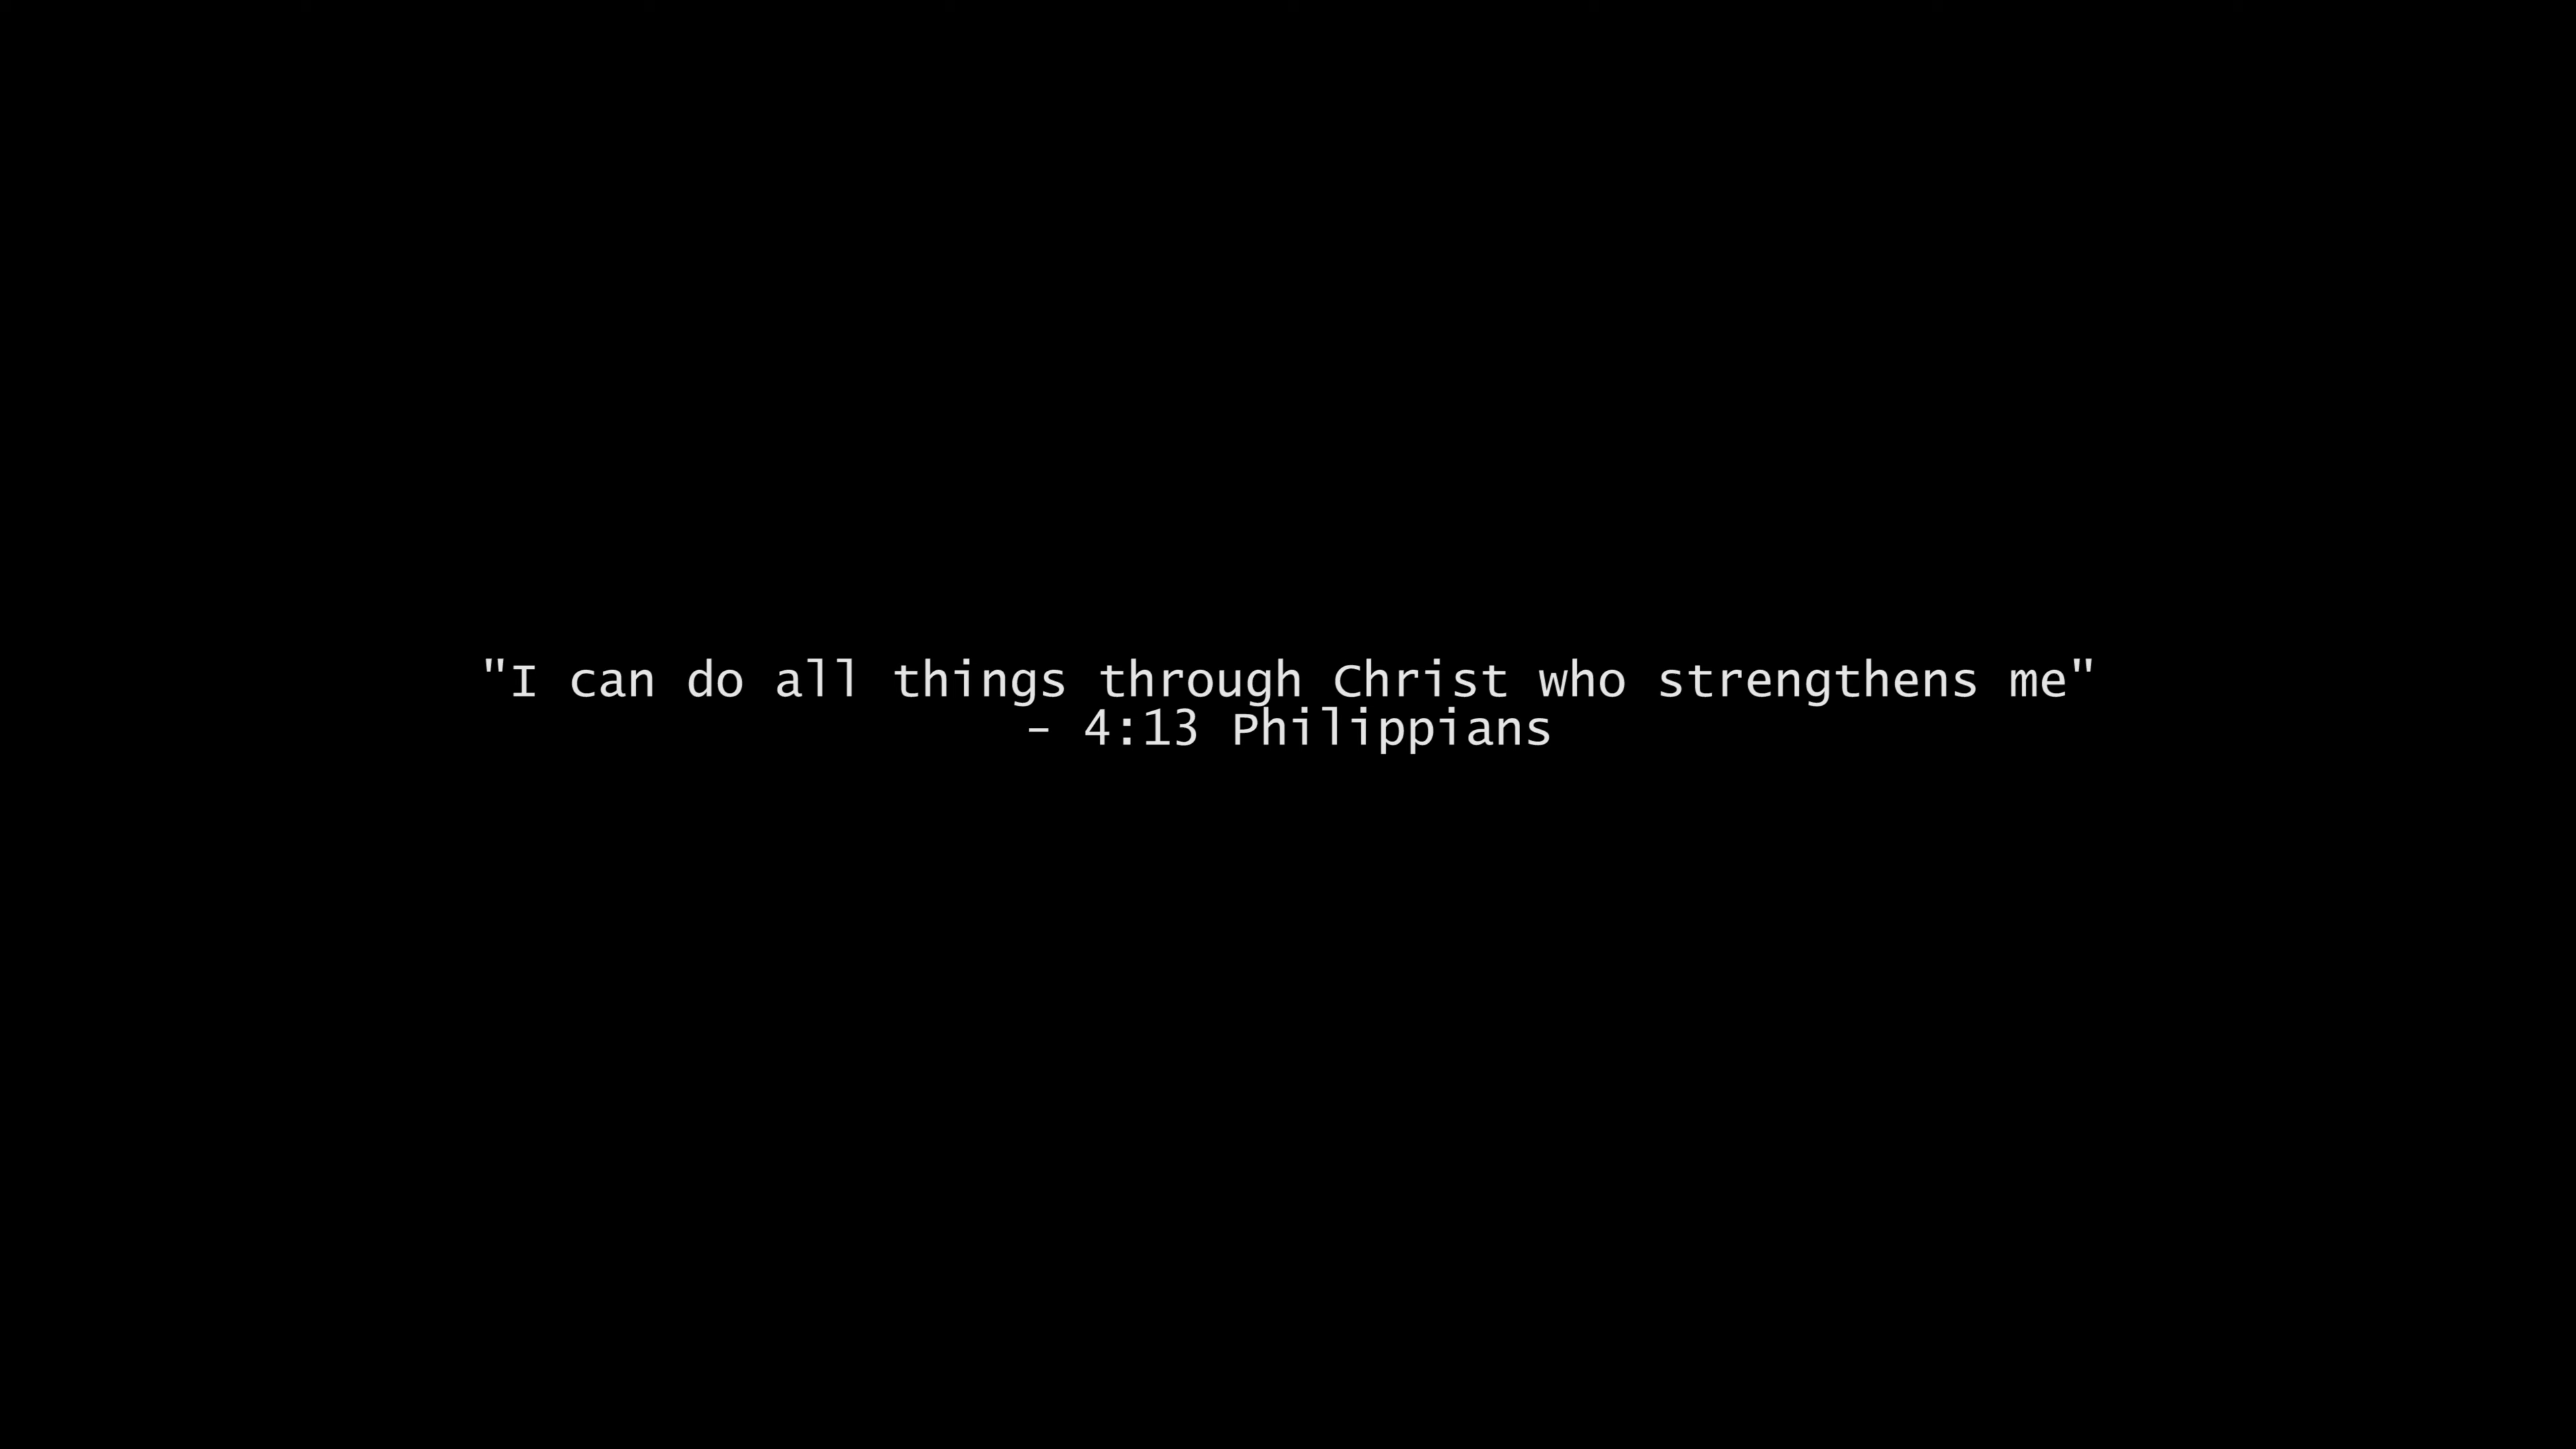 "I can do all things through Christ who strengthens me"
- 4:13 Philippians